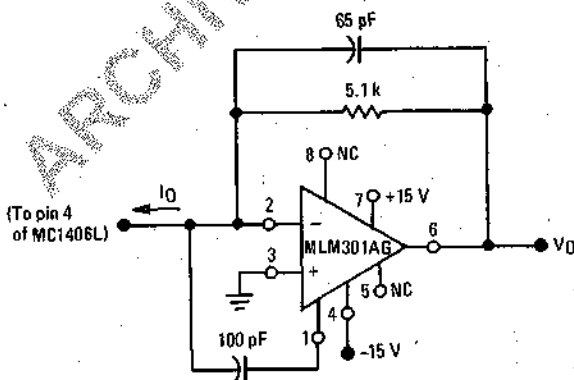 ARCHI
65 pF
5.1 k
8 NC
7 +15 V
IO
(To pin 4
of MC1406L)
2
−
MLM301AG
6
VO
3
+
5 NC
4
1
100 pF
-15 V